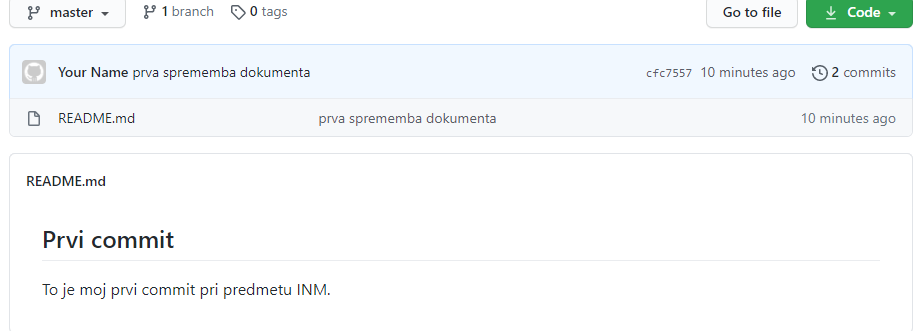 master 1 branch 0 tags Go to file Code
Your Name prva sprememba dokumenta cfc7557 10 minutes ago 2 commits
README.md prva sprememba dokumenta 10 minutes ago
README.md
Prvi commit
To je moj prvi commit pri predmetu INM.